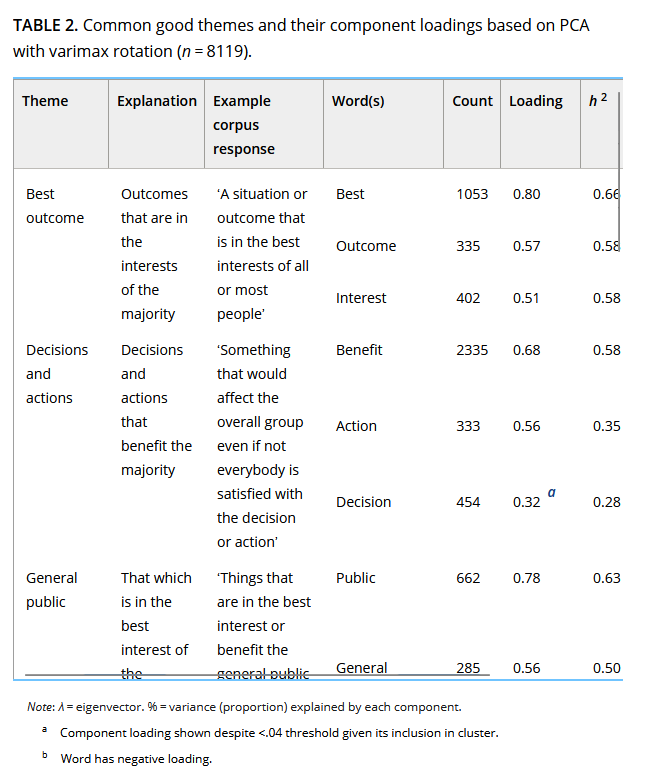 TABLE 2. Common good themes and their component loadings based on PCA
with varimax rotation (n = 8119).
Theme Explanation Example corpus response Word(s) Count Loading h 2
Best outcome
Outcomes that are in the interests of the majority
‘A situation or outcome that is in the best interests of all or most people’
Best 1053 0.80 0.66
Outcome 335 0.57 0.58
Interest 402 0.51 0.58
Decisions and actions
Decisions and actions that benefit the majority
‘Something that would affect the overall group even if not everybody is satisfied with the decision or action’
Benefit 2335 0.68 0.58
Action 333 0.56 0.35
Decision 454 0.32 a 0.28
General public
That which is in the best interest of the
‘Things that are in the best interest or benefit the general public
Public 662 0.78 0.63
General 285 0.56 0.50
Note: λ = eigenvector. % = variance (proportion) explained by each component.
a Component loading shown despite <.04 threshold given its inclusion in cluster.
b Word has negative loading.